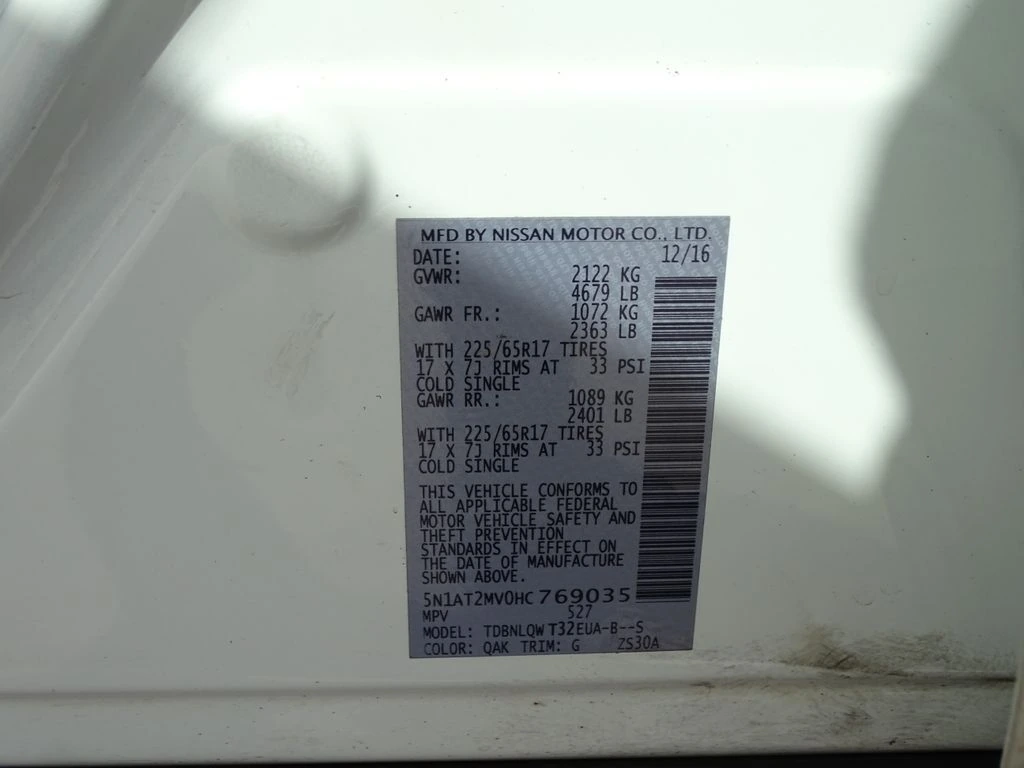 MFD BY NISSAN MOTOR CO., LTD.
DATE: 12/16
GVWR: 2122 KG
4679 LB
GAWR FR.: 1072 KG
2363 LB
WITH 225/65R17 TIRES
17 X 7J RIMS AT 33 PSI
COLD SINGLE
GAWR RR.: 1089 KG
2401 LB
WITH 225/65R17 TIRES
17 X 7J RIMS AT 33 PSI
COLD SINGLE
THIS VEHICLE CONFORMS TO
ALL APPLICABLE FEDERAL
MOTOR VEHICLE SAFETY AND
THEFT PREVENTION
STANDARDS IN EFFECT ON
THE DATE OF MANUFACTURE
SHOWN ABOVE.
5N1AT2MV0HC769035
MPV 527
MODEL: TDBNLQW T32EUA-B--S
COLOR: QAK TRIM: G ZS30A